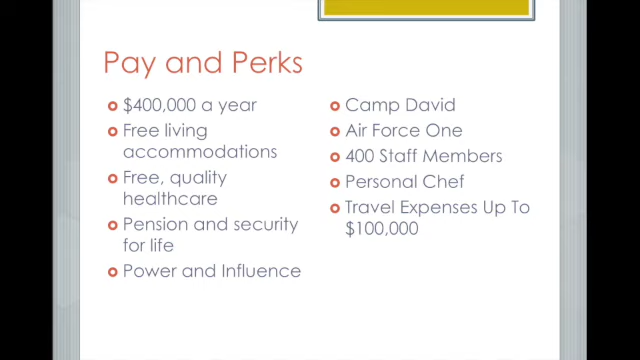 Pay and Perks
$400,000 a year
Free living
accommodations
Free, quality
healthcare
Pension and security
for life
Power and Influence
Camp David
Air Force One
400 Staff Members
Personal Chef
Travel Expenses Up To
$100,000